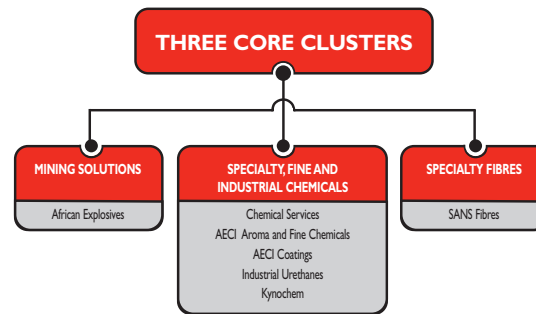 THREE CORE CLUSTERS
MINING SOLUTIONS
African Explosives
SPECIALTY, FINE AND
INDUSTRIAL CHEMICALS
Chemical Services
AECI Aroma and Fine Chemicals
AECI Coatings
Industrial Urethanes
Kynochem
SPECIALTY FIBRES
SANS Fibres